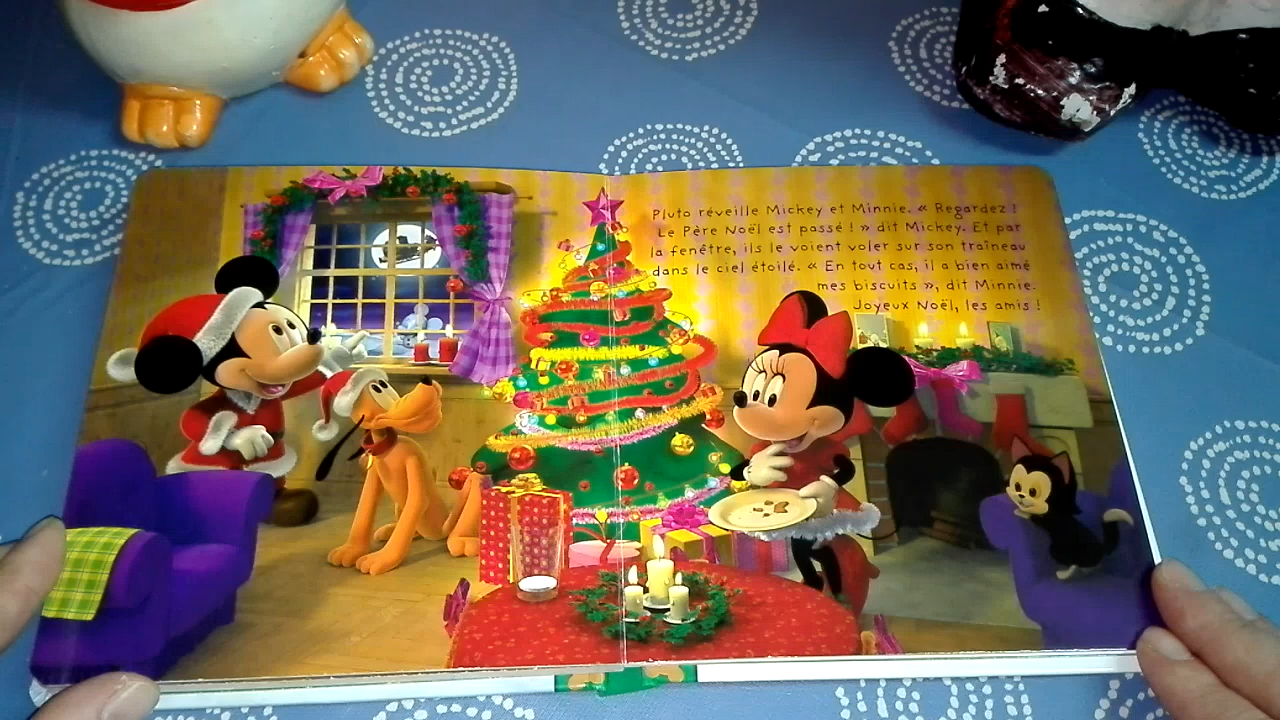 Pluto réveille Mickey et Minnie. « Regardez !
Le Père Noël est passé ! » dit Mickey. Et par
la fenêtre, ils le voient voler sur son traîneau
dans le ciel étoilé. « En tout cas, il a bien aimé
mes biscuits », dit Minnie.
Joyeux Noël, les amis !